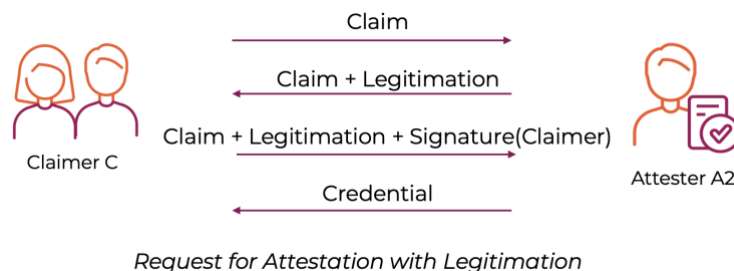 Claim
Claim + Legitimation
Claim + Legitimation + Signature(Claimer)
Claimer C
Attester A2
Credential
Request for Attestation with Legitimation